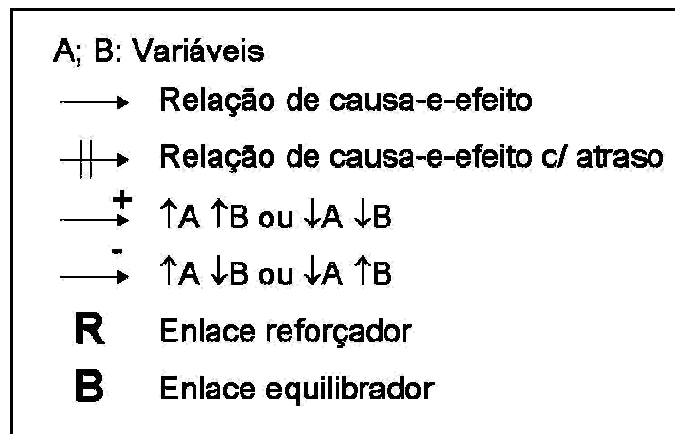 A; B: Variáveis
→ Relação de causa-e-efeito
Relação de causa-e-efeito c/ atraso
+ → ↑A ↑B ou ↓A ↓B
- → ↑A ↓B ou ↓A ↑B
R Enlace reforçador
B Enlace equilibrador